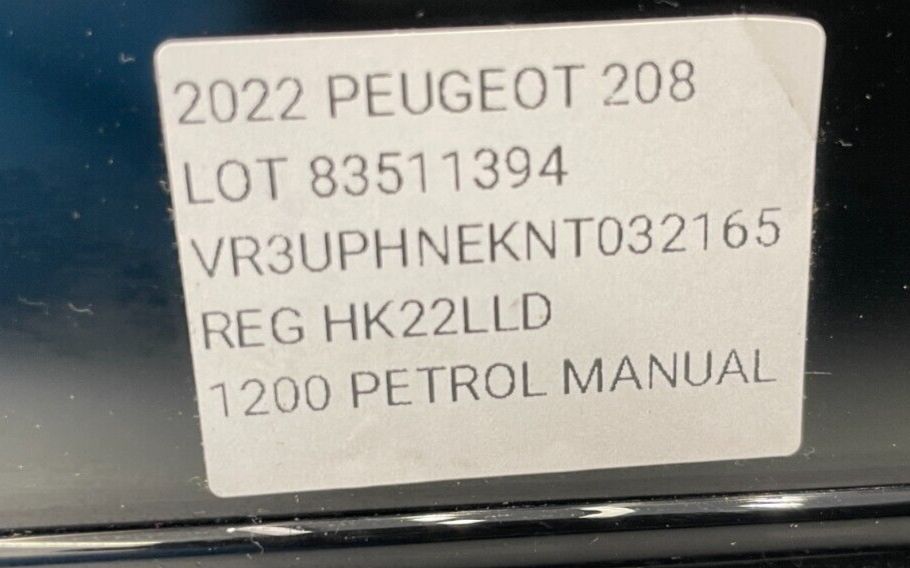 2022 PEUGEOT 208
LOT 83511394
VR3UPHNEKNT032165
REG HK22LLD
1200 PETROL MANUAL